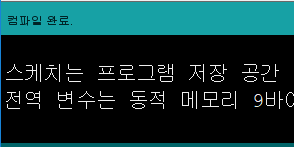 컴파일 완료.
스케치는 프로그램 저장 공간
전역 변수는 동적 메모리 9바이